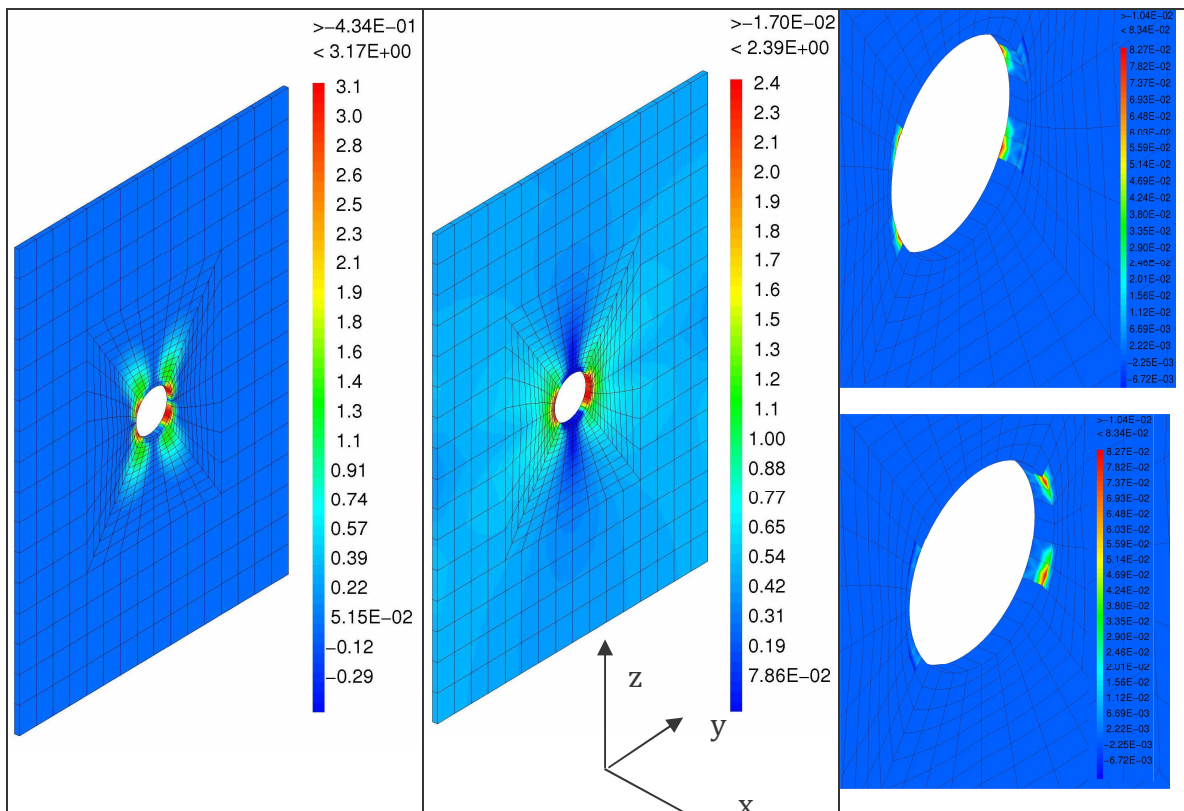 >−4.34E−01
< 3.17E+00
3.1
3.0
2.8
2.6
2.5
2.3
2.1
1.9
1.8
1.6
1.4
1.3
1.1
0.91
0.74
0.57
0.39
0.22
5.15E−02
−0.12
−0.29
>−1.70E−02
< 2.39E+00
2.4
2.3
2.1
2.0
1.9
1.8
1.7
1.6
1.5
1.3
1.2
1.1
1.00
0.88
0.77
0.65
0.54
0.42
0.31
0.19
7.86E−02
z
y
x
>−1.04E−02
< 8.34E−02
8.27E−02
7.82E−02
7.37E−02
6.93E−02
6.48E−02
6.03E−02
5.59E−02
5.14E−02
4.69E−02
4.24E−02
3.80E−02
3.35E−02
2.90E−02
2.46E−02
2.01E−02
1.56E−02
1.12E−02
6.69E−03
2.22E−03
−2.25E−03
−6.72E−03
>−1.04E−02
< 8.34E−02
8.27E−02
7.82E−02
7.37E−02
6.93E−02
6.48E−02
6.03E−02
5.59E−02
5.14E−02
4.69E−02
4.24E−02
3.80E−02
3.35E−02
2.90E−02
2.46E−02
2.01E−02
1.56E−02
1.12E−02
6.69E−03
2.22E−03
−2.25E−03
−6.72E−03